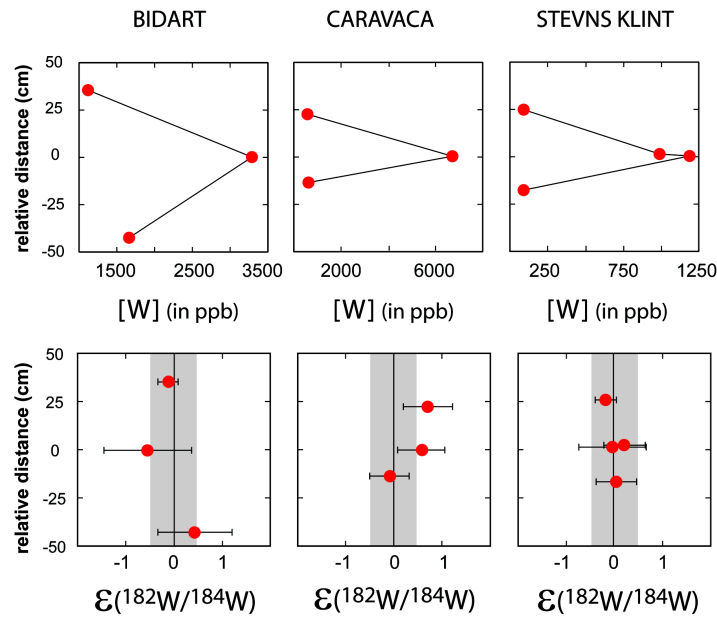 BIDART CARAVACA STEVNS KLINT
relative distance (cm)
50
25
0
-25
-50
1500 2500 3500 2000 6000 250 750 1250
[W] (in ppb) [W] (in ppb) [W] (in ppb)
relative distance (cm)
50
25
0
-25
-50
-1 0 1 -1 0 1 -1 0 1
ε(¹⁸²W/¹⁸⁴W) ε(¹⁸²W/¹⁸⁴W) ε(¹⁸²W/¹⁸⁴W)